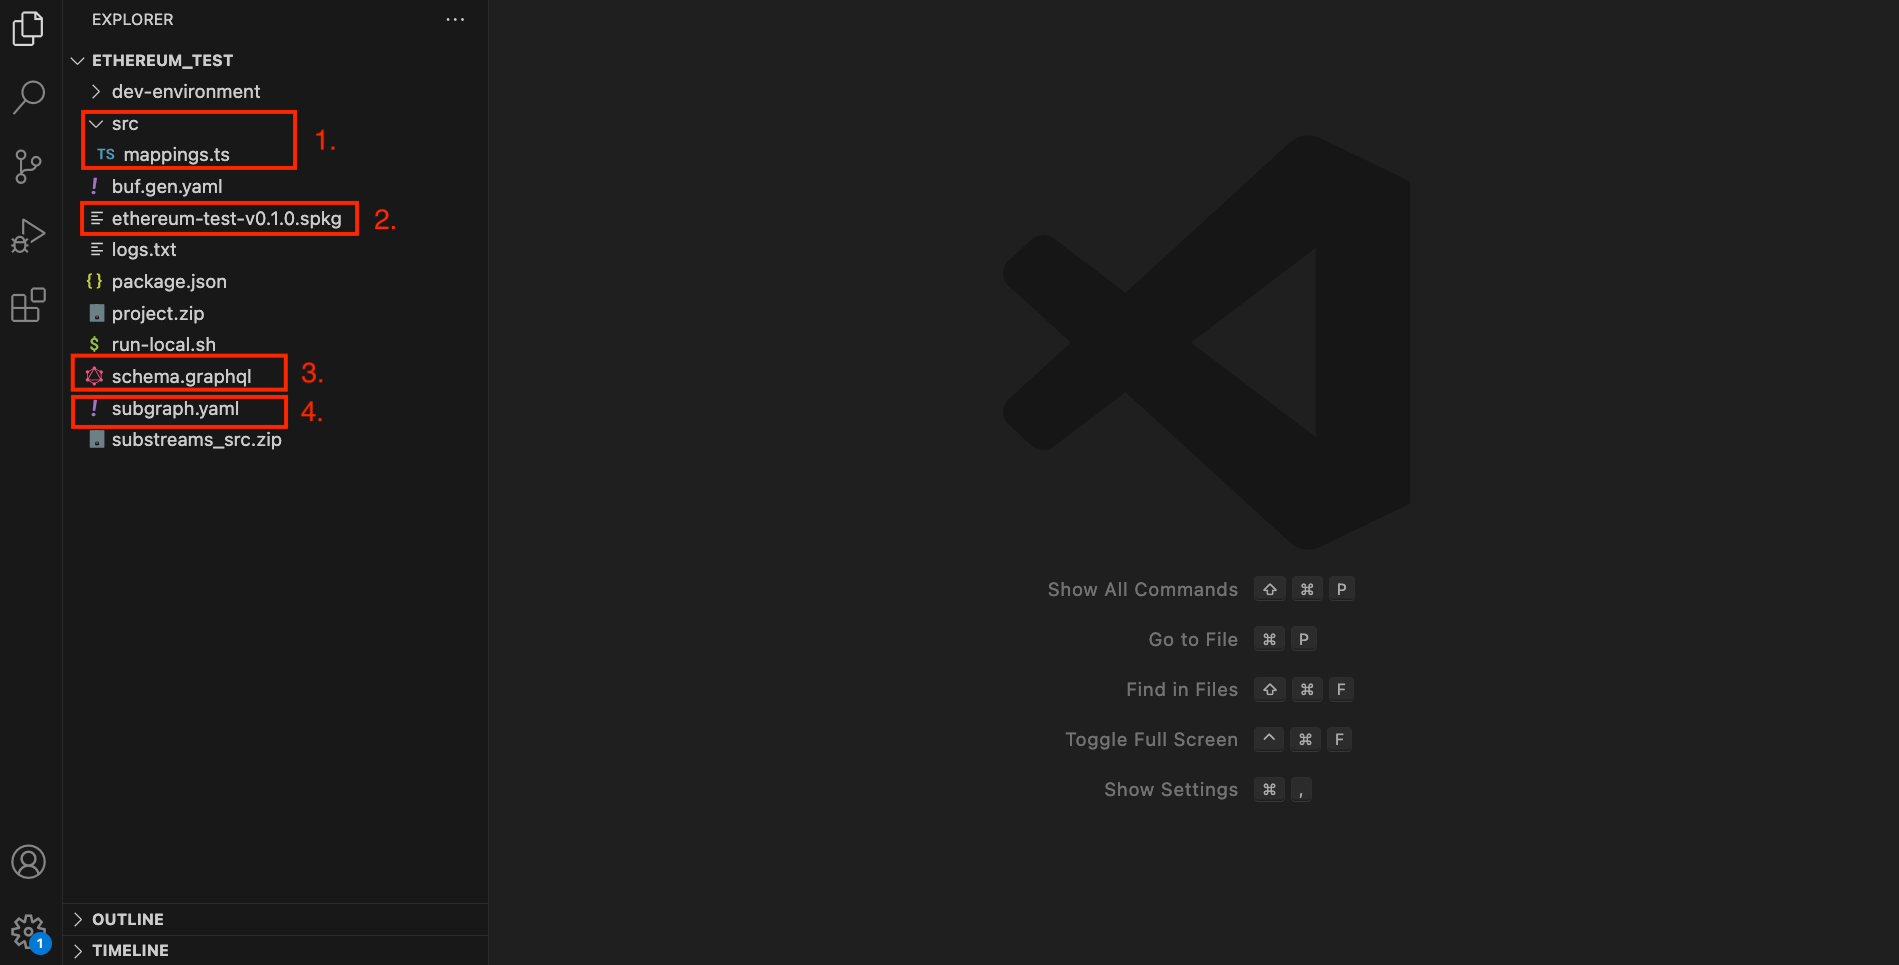 EXPLORER
ETHEREUM_TEST
dev-environment
src
1.
TS mappings.ts
! buf.gen.yaml
ethereum-test-v0.1.0.spkg 2.
logs.txt
{} package.json
project.zip
$ run-local.sh
schema.graphql 3.
! subgraph.yaml 4.
substreams_src.zip
Show All Commands ⇧ ⌘ P
Go to File ⌘ P
Find in Files ⇧ ⌘ F
Toggle Full Screen ^ ⌘ F
Show Settings ⌘ ,
OUTLINE
1
TIMELINE